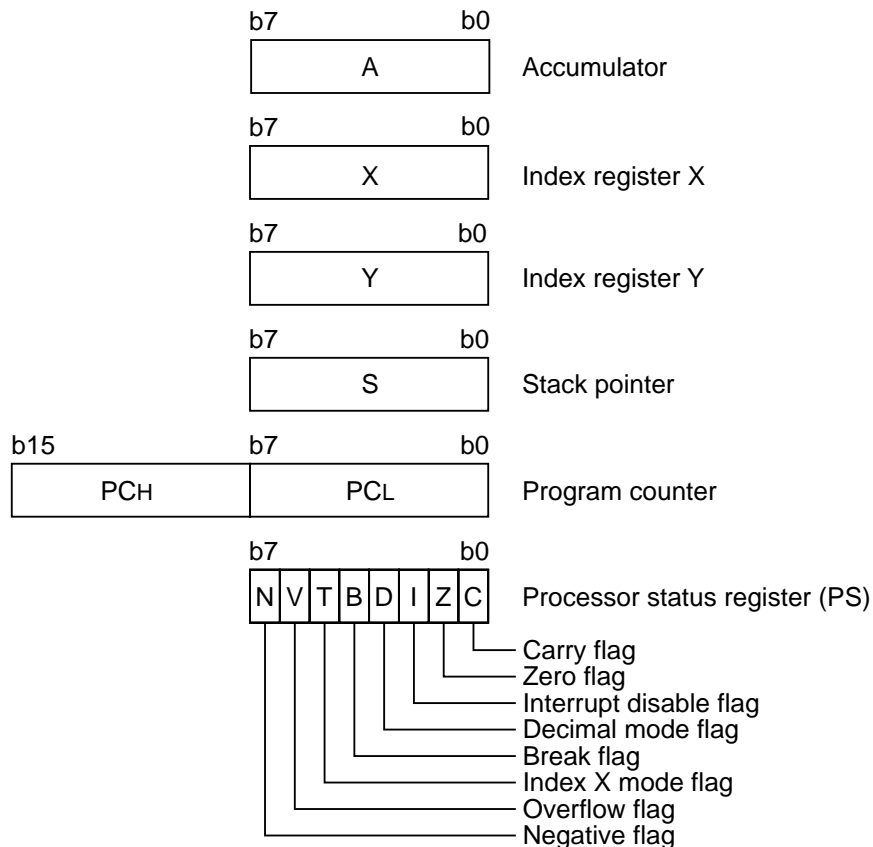 b7 b0
A Accumulator
b7 b0
X Index register X
b7 b0
Y Index register Y
b7 b0
S Stack pointer
b15 b7 b0
PCH PCL Program counter
b7 b0
N V T B D I Z C Processor status register (PS)
Carry flag
Zero flag
Interrupt disable flag
Decimal mode flag
Break flag
Index X mode flag
Overflow flag
Negative flag